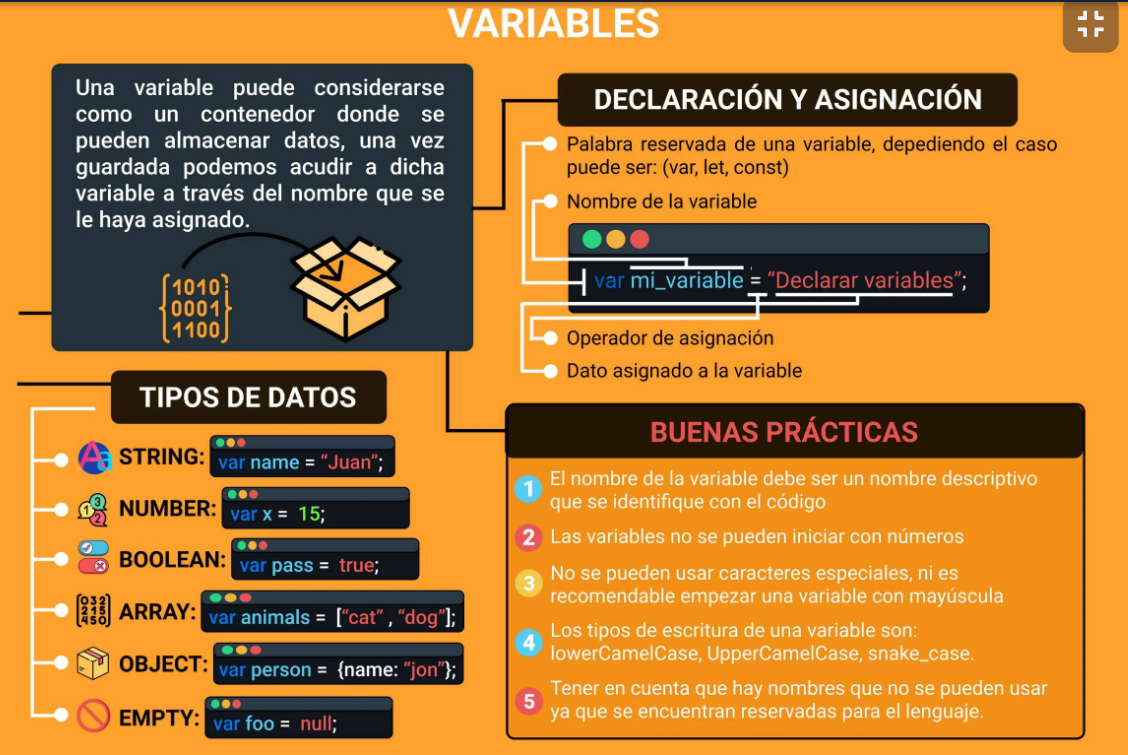 VARIABLES
Una variable puede considerarse
como un contenedor donde se
pueden almacenar datos, una vez
guardada podemos acudir a dicha
variable a través del nombre que se
le haya asignado.
1010
0001
1100
DECLARACIÓN Y ASIGNACIÓN
Palabra reservada de una variable, depediendo el caso
puede ser: (var, let, const)
Nombre de la variable
var mi_variable = “Declarar variables”;
Operador de asignación
Dato asignado a la variable
TIPOS DE DATOS
STRING: var name = “Juan”;
NUMBER: var x = 15;
BOOLEAN: var pass = true;
ARRAY: var animals = [“cat” , “dog”];
OBJECT: var person = {name: “jon”};
EMPTY: var foo = null;
BUENAS PRÁCTICAS
1 El nombre de la variable debe ser un nombre descriptivo
que se identifique con el código
2 Las variables no se pueden iniciar con números
3 No se pueden usar caracteres especiales, ni es
recomendable empezar una variable con mayúscula
4 Los tipos de escritura de una variable son:
lowerCamelCase, UpperCamelCase, snake_case.
5 Tener en cuenta que hay nombres que no se pueden usar
ya que se encuentran reservadas para el lenguaje.